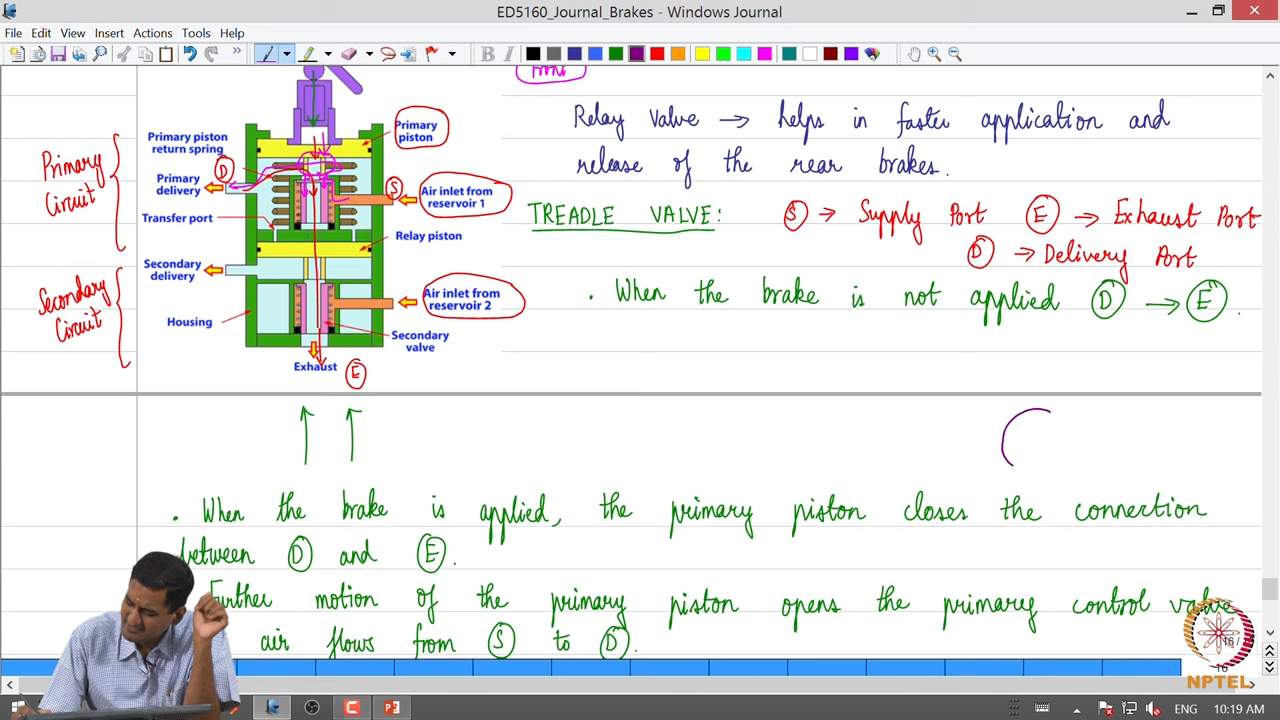 ED5160_Journal_Brakes - Windows Journal
File Edit View Insert Actions Tools Help
Relay Valve → helps in faster application and
release of the rear brakes.
TREADLE VALVE: (S) → Supply Port (E) → Exhaust Port
(D) → Delivery Port
. When the brake is not applied (D) → (E).
Primary Circuit
Secondary Circuit
Primary piston
return spring
D
Primary
delivery
Transfer port
Secondary
delivery
Housing
Primary
piston
S
Air inlet from
reservoir 1
Relay piston
Air inlet from
reservoir 2
Secondary
valve
Exhaust
E
. When the brake is applied, the primary piston closes the connection
between (D) and (E).
Further motion of the primary piston opens the primary control valve
air flows from (S) to (D).
16 /
16
NPTEL
ENG 10:19 AM